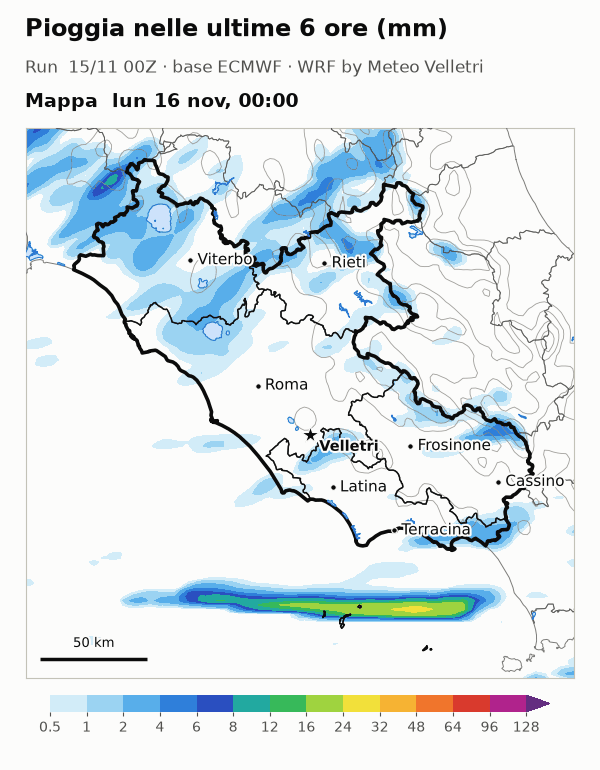 Pioggia nelle ultime 6 ore (mm)
Run 15/11 00Z · base ECMWF · WRF by Meteo Velletri
Mappa lun 16 nov, 00:00
Viterbo
Rieti
Roma
Velletri
Frosinone
Latina
Cassino
Terracina
50 km
0.5 1 2 4 6 8 12 16 24 32 48 64 96 128